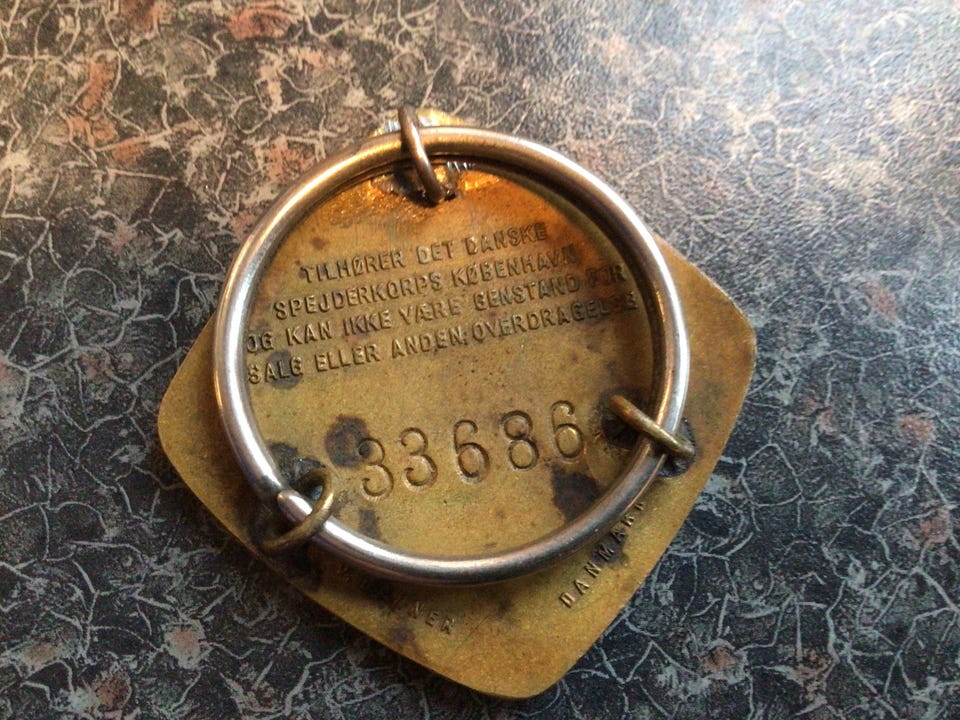 TILHØRER DET DANSKE
SPEJDERKORPS KØBENHAVN
OG KAN IKKE VÆRE GENSTAND FOR
SALG ELLER ANDEN OVERDRAGELSE
33686
DANMARK